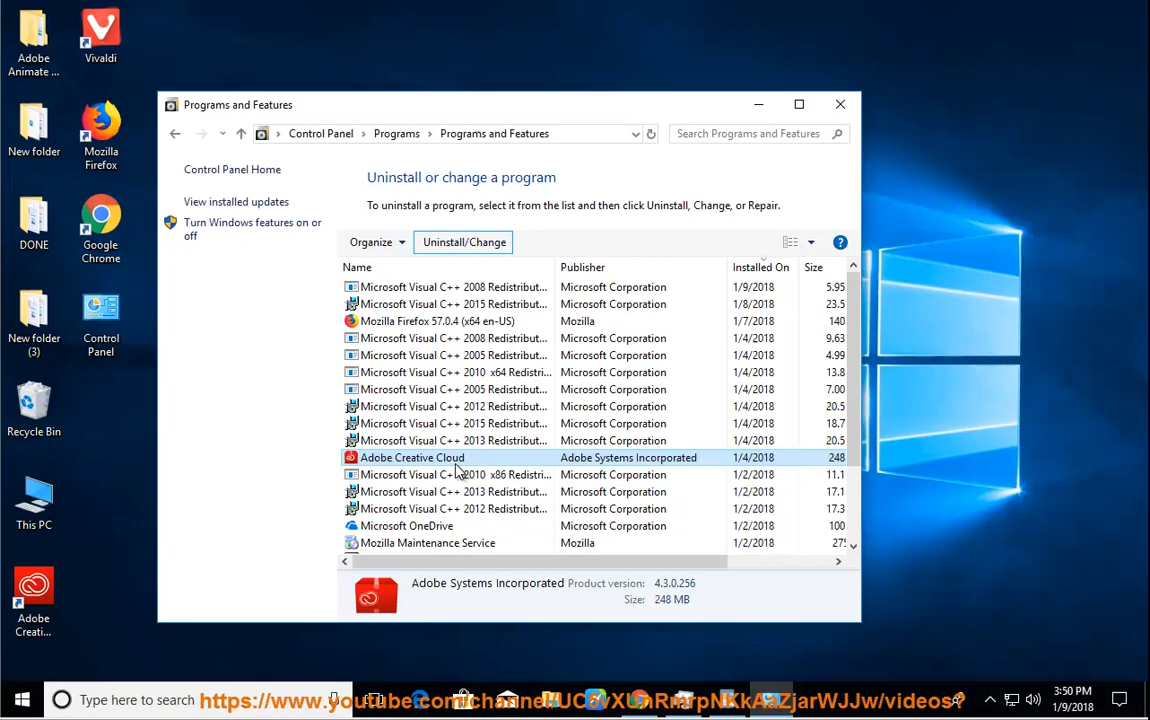 Adobe
Animate ...
Vivaldi
New folder
Mozilla
Firefox
DONE
Google
Chrome
New folder
(3)
Control
Panel
Recycle Bin
This PC
Adobe
Creati...
Programs and Features
Control Panel > Programs > Programs and Features
Search Programs and Features
Control Panel Home
View installed updates
Turn Windows features on or
off
Uninstall or change a program
To uninstall a program, select it from the list and then click Uninstall, Change, or Repair.
Organize Uninstall/Change
Name Publisher Installed On Size
Microsoft Visual C++ 2008 Redistribut... Microsoft Corporation 1/9/2018 5.95
Microsoft Visual C++ 2015 Redistribut... Microsoft Corporation 1/8/2018 23.5
Mozilla Firefox 57.0.4 (x64 en-US) Mozilla 1/7/2018 140
Microsoft Visual C++ 2008 Redistribut... Microsoft Corporation 1/4/2018 9.63
Microsoft Visual C++ 2005 Redistribut... Microsoft Corporation 1/4/2018 4.99
Microsoft Visual C++ 2010 x64 Redistri... Microsoft Corporation 1/4/2018 13.8
Microsoft Visual C++ 2005 Redistribut... Microsoft Corporation 1/4/2018 7.00
Microsoft Visual C++ 2012 Redistribut... Microsoft Corporation 1/4/2018 20.5
Microsoft Visual C++ 2015 Redistribut... Microsoft Corporation 1/4/2018 18.7
Microsoft Visual C++ 2013 Redistribut... Microsoft Corporation 1/4/2018 20.5
Adobe Creative Cloud Adobe Systems Incorporated 1/4/2018 248
Microsoft Visual C++ 2010 x86 Redistri... Microsoft Corporation 1/2/2018 11.1
Microsoft Visual C++ 2013 Redistribut... Microsoft Corporation 1/2/2018 17.1
Microsoft Visual C++ 2012 Redistribut... Microsoft Corporation 1/2/2018 17.3
Microsoft OneDrive Microsoft Corporation 1/2/2018 100
Mozilla Maintenance Service Mozilla 1/2/2018 275
Adobe Systems Incorporated Product version: 4.3.0.256
Size: 248 MB
Type here to search
3:50 PM
1/9/2018